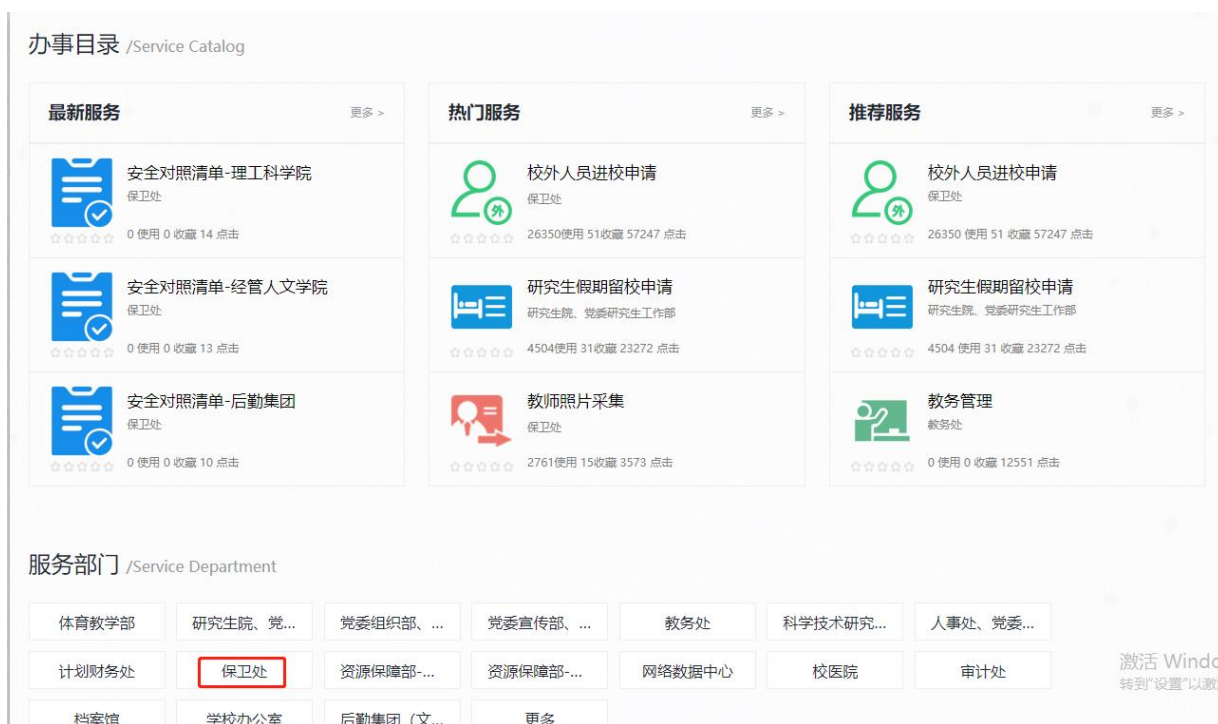 办事目录 /Service Catalog
最新服务 更多 >
安全对照清单-理工科学院
保卫处
0 使用 0 收藏 14 点击
安全对照清单-经管人文学院
保卫处
0 使用 0 收藏 13 点击
安全对照清单-后勤集团
保卫处
0 使用 0 收藏 10 点击
热门服务 更多 >
校外人员进校申请
外
保卫处
26350使用 51收藏 57247 点击
研究生假期留校申请
研究生院、党委研究生工作部
4504使用 31收藏 23272 点击
教师照片采集
保卫处
2761使用 15收藏 3573 点击
推荐服务 更多 >
校外人员进校申请
外
保卫处
26350 使用 51 收藏 57247 点击
研究生假期留校申请
研究生院、党委研究生工作部
4504 使用 31 收藏 23272 点击
教务管理
教务处
0 使用 0 收藏 12551 点击
服务部门 /Service Department
体育教学部 研究生院、党... 党委组织部、... 党委宣传部、... 教务处 科学技术研究... 人事处、党委...
计划财务处 保卫处 资源保障部-... 资源保障部-... 网络数据中心 校医院 审计处
档案馆 学校办公室 后勤集团（文... 更多
激活 Windo
转到"设置"以激